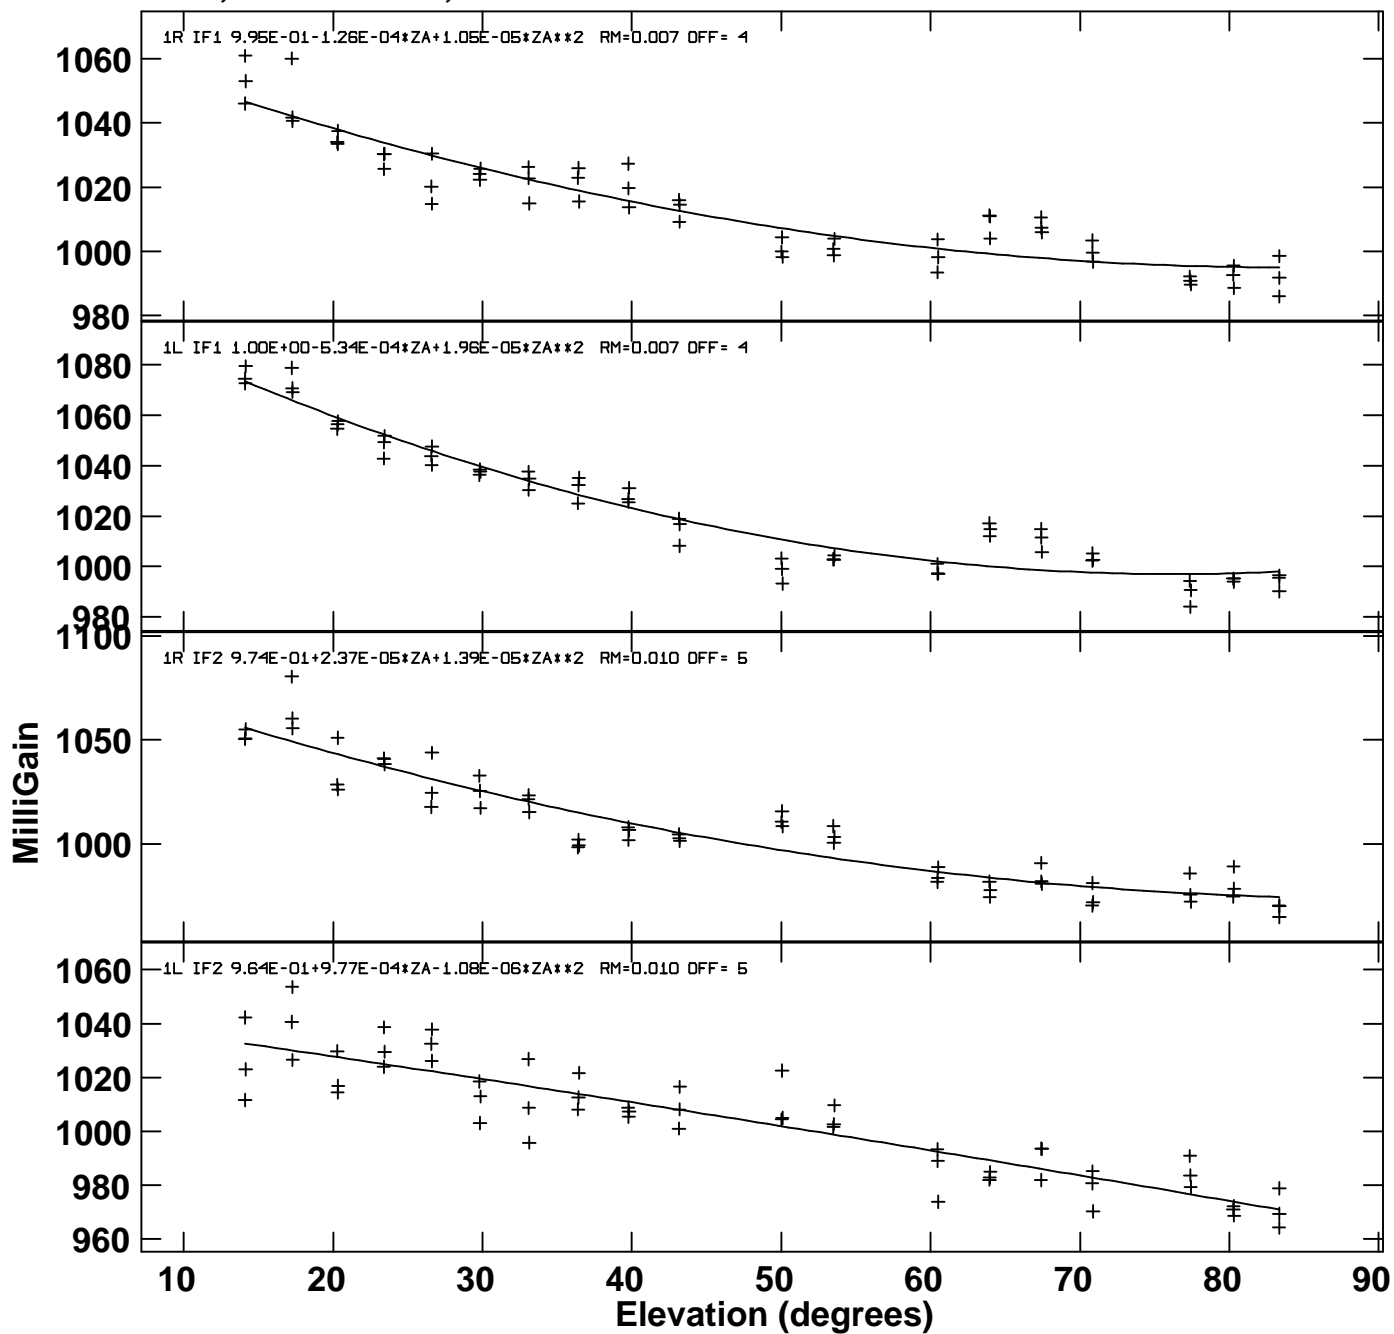 1R IF1 9.95E-01-1.26E-04*ZA+1.05E-05*ZA**2 RM=0.007 OFF= 4
1060
1040
1020
1000
980
1L IF1 1.00E+00-5.34E-04*ZA+1.96E-05*ZA**2 RM=0.007 OFF= 4
1080
1060
1040
1020
1000
980
1R IF2 9.74E-01+2.37E-05*ZA+1.39E-05*ZA**2 RM=0.010 OFF= 5
1100
1050
1000
MilliGain
1L IF2 9.64E-01+9.77E-04*ZA-1.08E-06*ZA**2 RM=0.010 OFF= 5
1060
1040
1020
1000
980
960
10 20 30 40 50 60 70 80 90
Elevation (degrees)